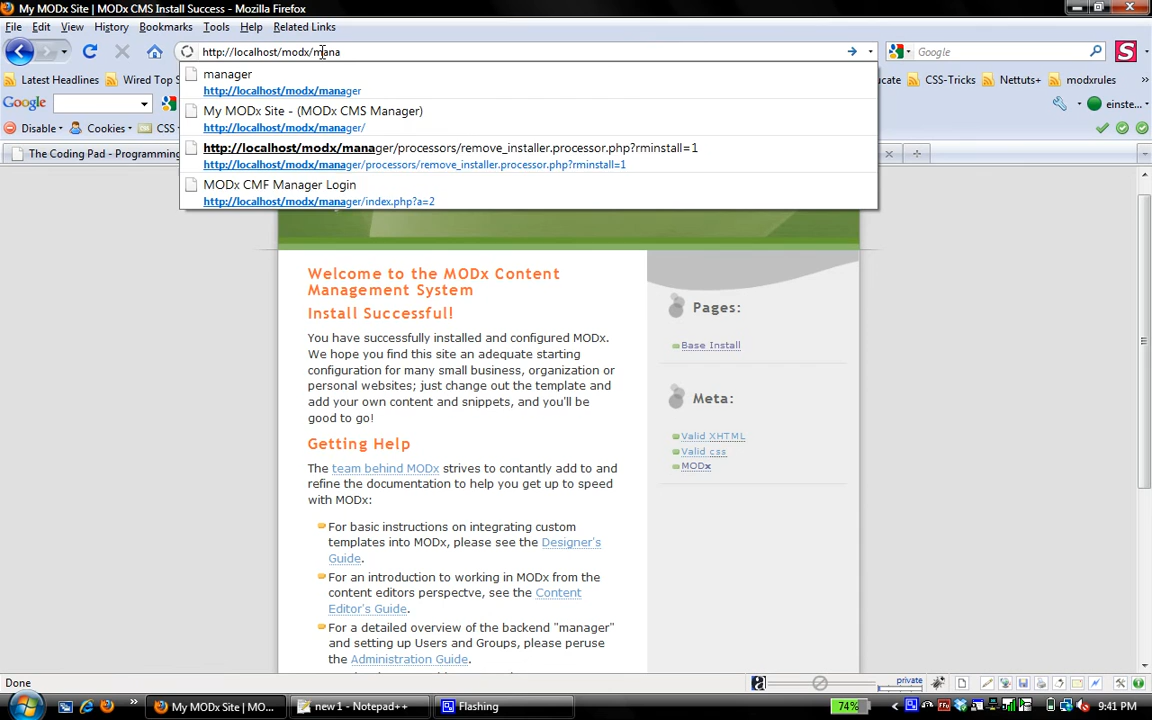 My MODx Site | MODx CMS Install Success - Mozilla Firefox
File Edit View History Bookmarks Tools Help Related Links
http://localhost/modx/mana
Google
Latest Headlines
CSS-Tricks Nettuts+ modxrules
manager
http://localhost/modx/manager
Google
einste...
My MODx Site - (MODx CMS Manager)
http://localhost/modx/manager/
Disable Cookies CSS
http://localhost/modx/manager/processors/remove_installer.processor.php?rminstall=1
http://localhost/modx/manager/processors/remove_installer.processor.php?rminstall=1
The Coding Pad - Programming
MODx CMF Manager Login
http://localhost/modx/manager/index.php?a=2
Welcome to the MODx Content
Management System
Install Successful!
You have successfully installed and configured MODx.
We hope you find this site an adequate starting
configuration for many small business, organization or
personal websites; just change out the template and
add your own content and snippets, and you'll be
good to go!
Getting Help
The team behind MODx strives to contantly add to and
refine the documentation to help you get up to speed
with MODx:
For basic instructions on integrating custom
templates into MODx, please see the Designer's
Guide.
For an introduction to working in MODx from the
content editors perspectve, see the Content
Editor's Guide.
For a detailed overview of the backend "manager"
and setting up Users and Groups, please peruse
the Administration Guide.
Pages:
Base Install
Meta:
Valid XHTML
Valid css
MODx
Done
private
My MODx Site | MO...
new 1 - Notepad++
Flashing
74%
9:41 PM